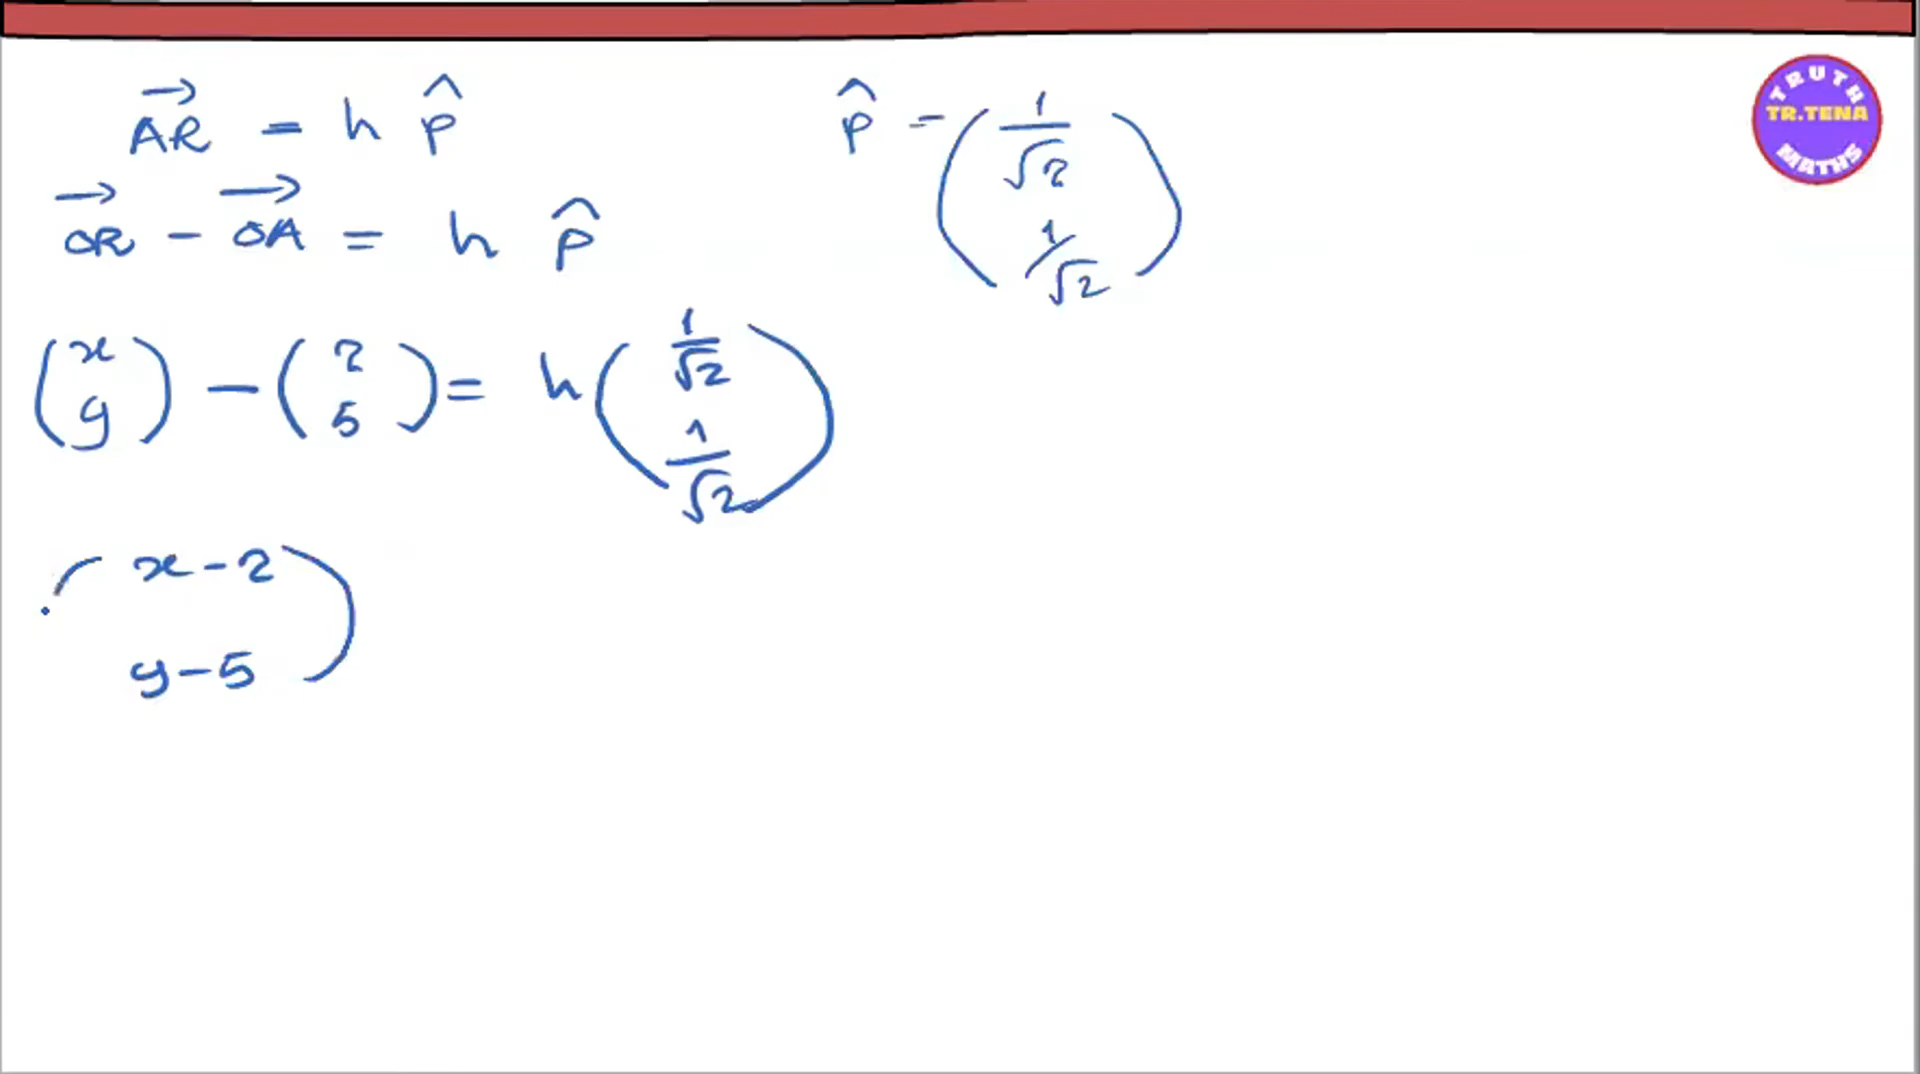 →AR = h p̂
→OR − →OA = h p̂
(x y) − (2 5) = h (1/√2 1/√2)
(x−2 y−5)
p̂ = (1/√2 1/√2)
TRUTH
TR.TENA
MATHS